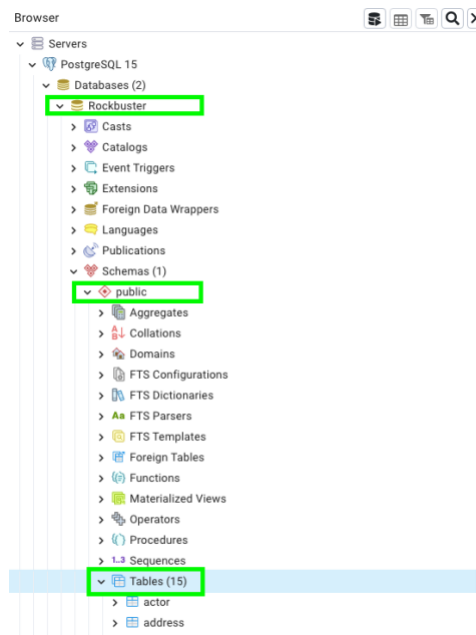 Browser
Servers
PostgreSQL 15
Databases (2)
Rockbuster
Casts
Catalogs
Event Triggers
Extensions
Foreign Data Wrappers
Languages
Publications
Schemas (1)
public
Aggregates
Collations
Domains
FTS Configurations
FTS Dictionaries
Aa FTS Parsers
FTS Templates
Foreign Tables
Functions
Materialized Views
Operators
Procedures
1..3 Sequences
Tables (15)
actor
address